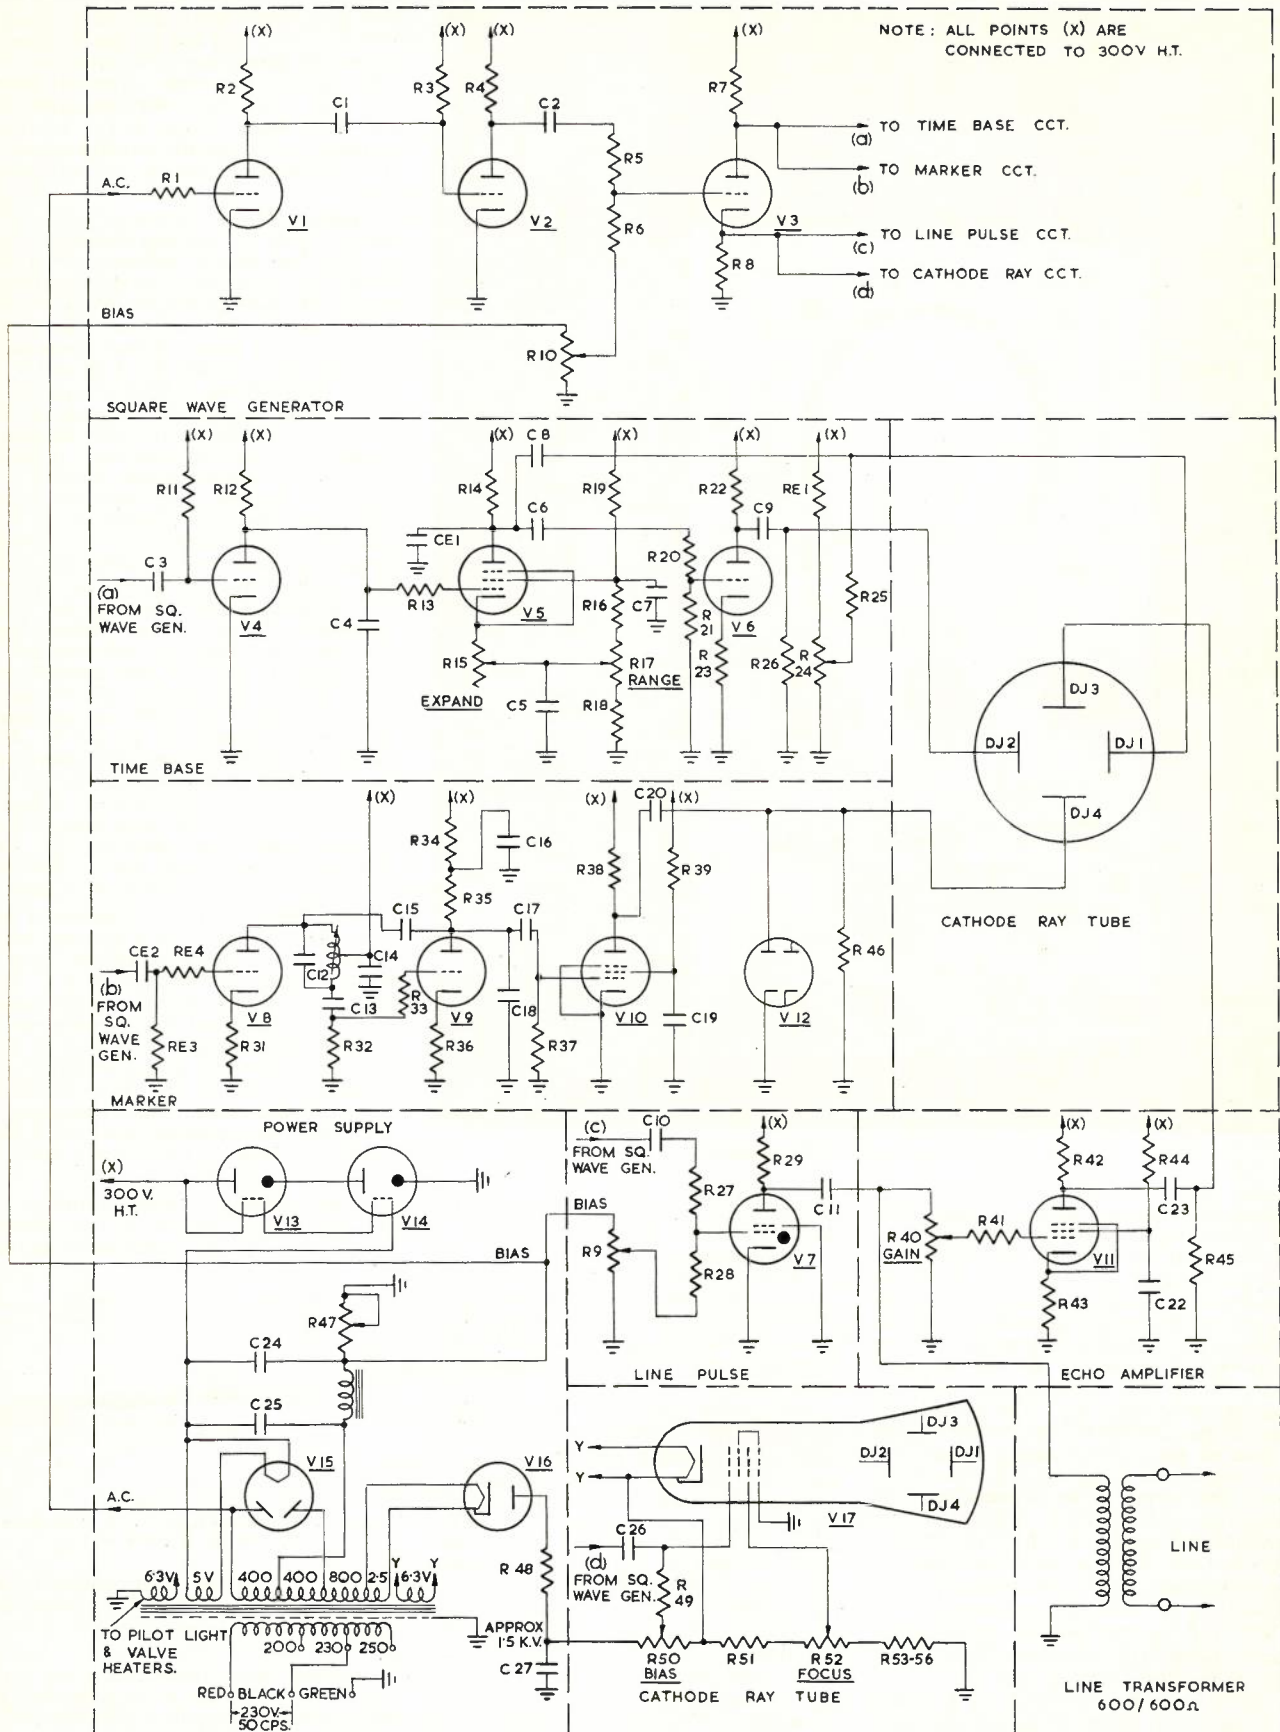 NOTE : ALL POINTS (X) ARE
CONNECTED TO 300V H.T.
(X) (X) (X)
R2 R3 R4 R7
C1 C2
TO TIME BASE CCT.
(a)
R5
TO MARKER CCT.
(b)
A.C. R1
V1 V2 V3
R6
TO LINE PULSE CCT.
(c)
R8
TO CATHODE RAY CCT.
(d)
BIAS
R10
SQUARE WAVE GENERATOR
(X) (X) (X) C8 (X) (X) (X)
R11 R12 R14 R19 R22 RE1
C6 C9
CE1
R20
C3
(a)
FROM SQ.
WAVE GEN.
R13 R16 C7 R25
V4 C4 V5 R21 V6
R15 R17 R23 R26 R24
RANGE
EXPAND C5 R18
TIME BASE
DJ3
DJ2 DJ1
DJ4
CATHODE RAY TUBE
(X) (X) (X) C20 (X)
R34 C16
R38 R39
R35
C15 C17
R46
CE2 RE4
C12 C14
(b)
FROM
SQ.
WAVE
GEN.
C13 R33
V8 V9 C18 V10 C19 V12
RE3 R31 R32 R36 R37
MARKER
POWER SUPPLY
(X)
300 V.
H.T.
V13 V14
BIAS
R47
C24
C25
V15 V16
A.C.
6·3V 5V 400 400 800 2·5 Y 6·3V Y
R 48
TO PILOT LIGHT
& VALVE
HEATERS.
200 230 250
APPROX
1·5 K.V.
C27
RED BLACK GREEN
230V.
50 CPS.
(c)
FROM SQ.
WAVE GEN.
C10 (X)
R29
R27
C11
BIAS
R9 V7
R28
LINE PULSE
(X) (X)
R42 R44
C23
R40
GAIN
R41
V11 R45
R43 C22
ECHO AMPLIFIER
DJ3
Y
DJ2 DJ1
Y
DJ4
V17
C26
(d)
FROM SQ.
WAVE GEN.
R49
R50
BIAS
R51 R52
FOCUS
R53-56
CATHODE RAY TUBE
LINE
LINE TRANSFORMER
600/600Ω